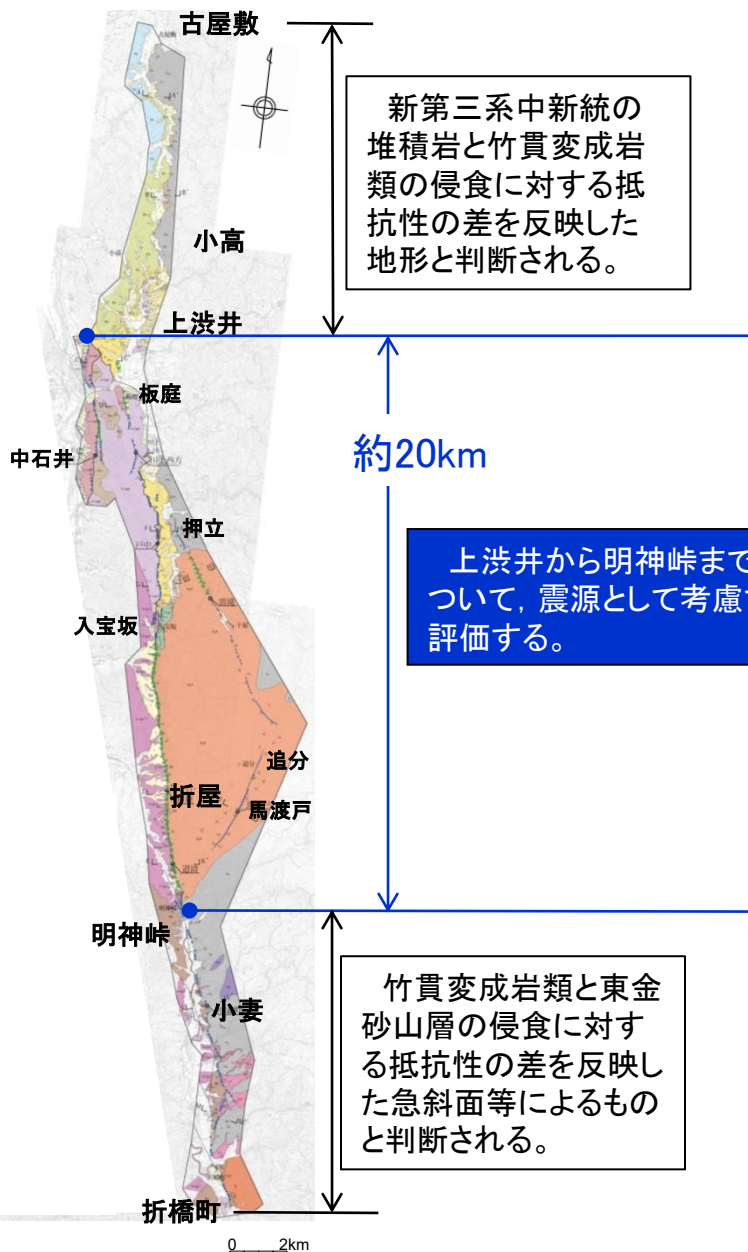 古屋敷
新第三系中新統の
堆積岩と竹貫変成岩
類の侵食に対する抵
抗性の差を反映した
地形と判断される。
小高
上渋井
板庭
約20km
中石井
押立
上渋井から明神峠まで
ついて，震源として考慮
評価する。
入宝坂
追分
折屋
馬渡戸
明神峠
竹貫変成岩類と東金
砂山層の侵食に対す
る抵抗性の差を反映し
た急斜面等によるもの
と判断される。
小妻
折橋町
0 2km